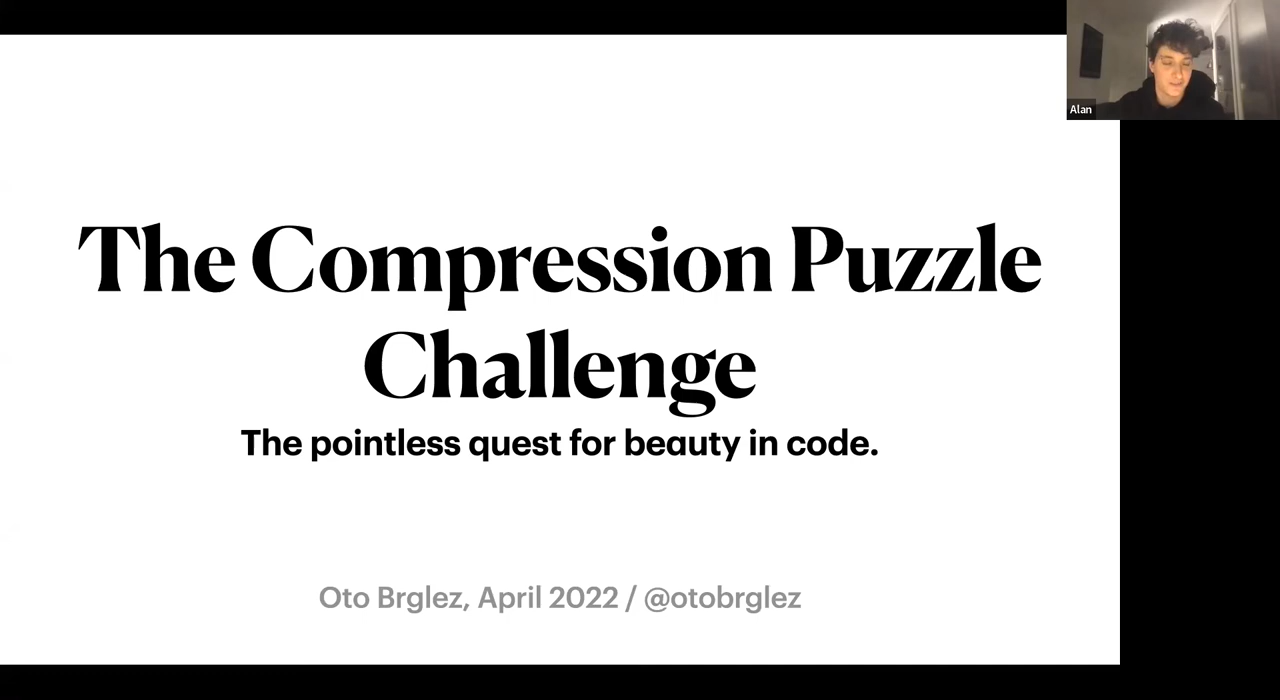 Alan
The Compression Puzzle
Challenge
The pointless quest for beauty in code.
Oto Brglez, April 2022 / @otobrglez